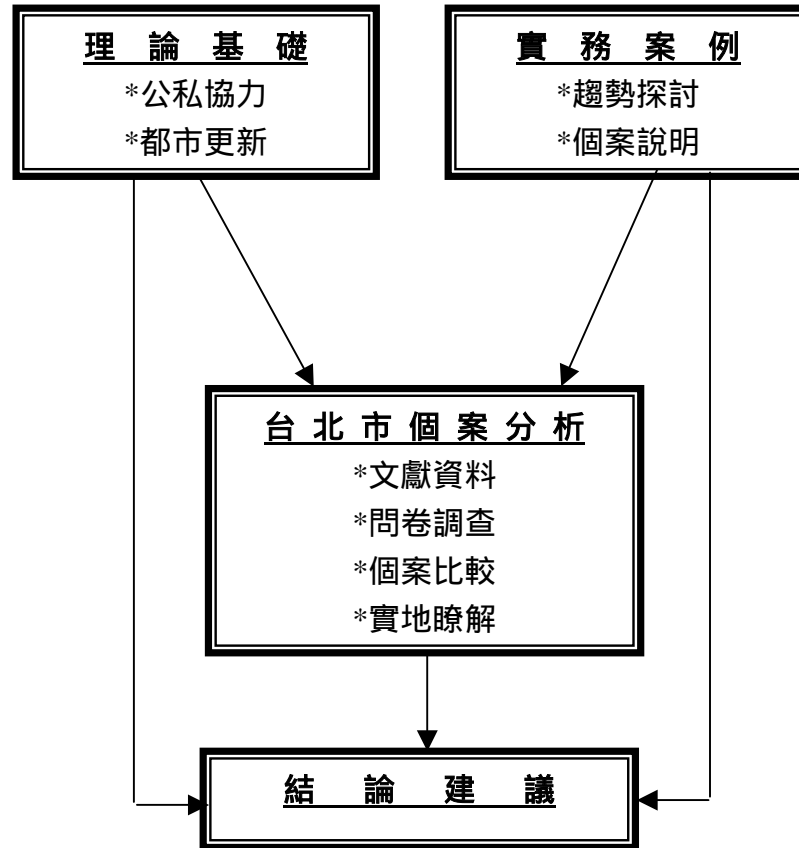 理論基礎
*公私協力
*都市更新
實務案例
*趨勢探討
*個案說明
台北市個案分析
*文獻資料
*問卷調查
*個案比較
*實地瞭解
結論建議